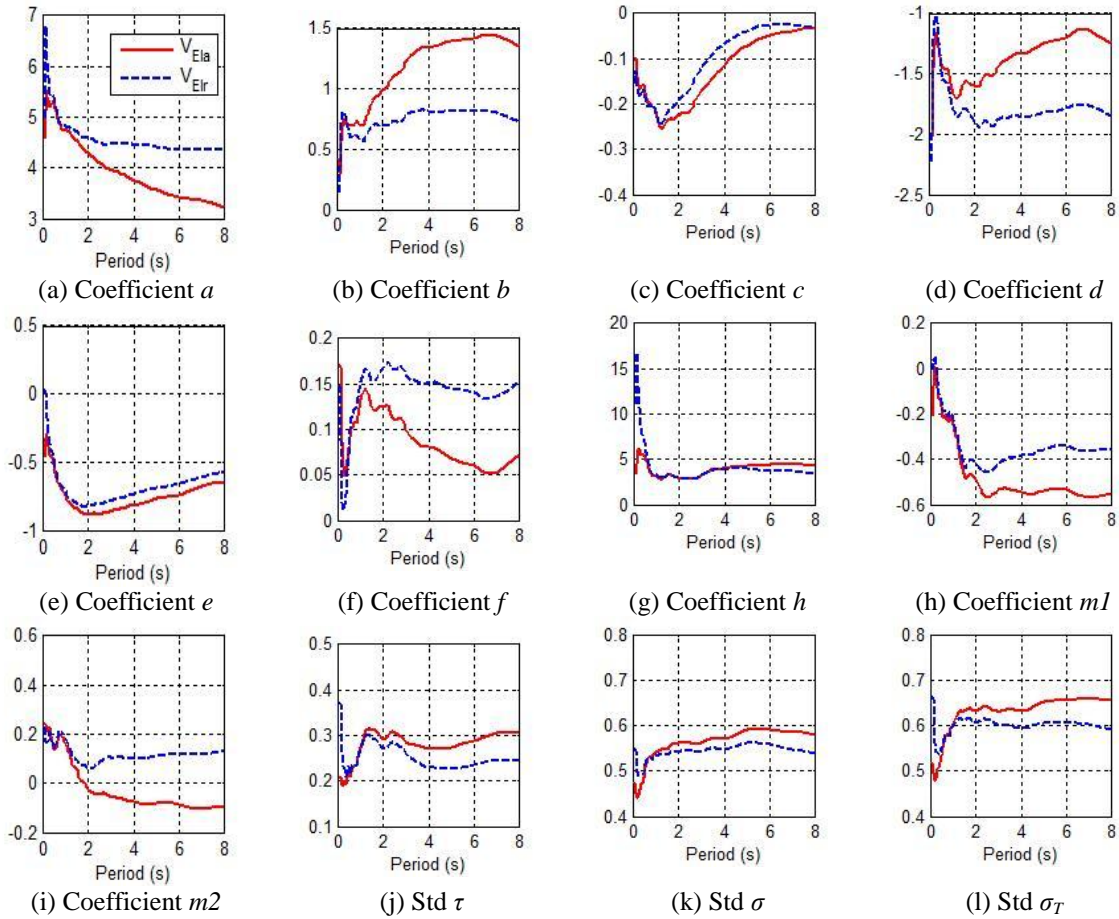 7
6
5
4
3
V_Ela
V_Elr
0 2 4 6 8
Period (s)
(a) Coefficient a
1.5
1
0.5
0
0 2 4 6 8
Period (s)
(b) Coefficient b
0
-0.1
-0.2
-0.3
-0.4
0 2 4 6 8
Period (s)
(c) Coefficient c
-1
-1.5
-2
-2.5
0 2 4 6 8
Period (s)
(d) Coefficient d
0.5
0
-0.5
-1
0 2 4 6 8
Period (s)
(e) Coefficient e
0.2
0.15
0.1
0.05
0
0 2 4 6 8
Period (s)
(f) Coefficient f
20
15
10
5
0
0 2 4 6 8
Period (s)
(g) Coefficient h
0.2
0
-0.2
-0.4
-0.6
0 2 4 6 8
Period (s)
(h) Coefficient m1
0.6
0.4
0.2
0
-0.2
0 2 4 6 8
Period (s)
(i) Coefficient m2
0.5
0.4
0.3
0.2
0.1
0 2 4 6 8
Period (s)
(j) Std τ
0.8
0.7
0.6
0.5
0.4
0 2 4 6 8
Period (s)
(k) Std σ
0.8
0.7
0.6
0.5
0.4
0 2 4 6 8
Period (s)
(l) Std σ_T